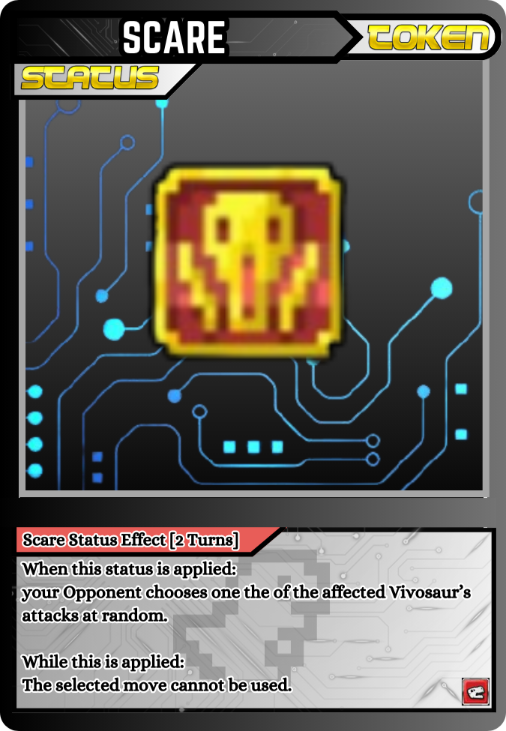 SCARE
TOKEN
STATUS
Scare Status Effect [2 Turns]
When this status is applied:
your Opponent chooses one the of the affected Vivosaur's
attacks at random.
While this is applied:
The selected move cannot be used.